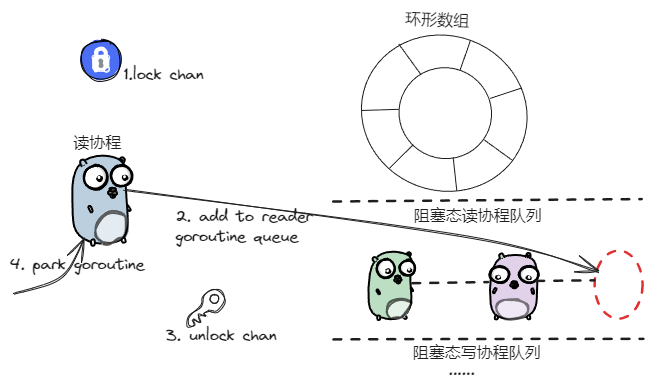 环形数组
1.lock chan
读协程
2. add to reader
goroutine queue
阻塞态读协程队列
4. park goroutine
3. unlock chan
阻塞态写协程队列
......